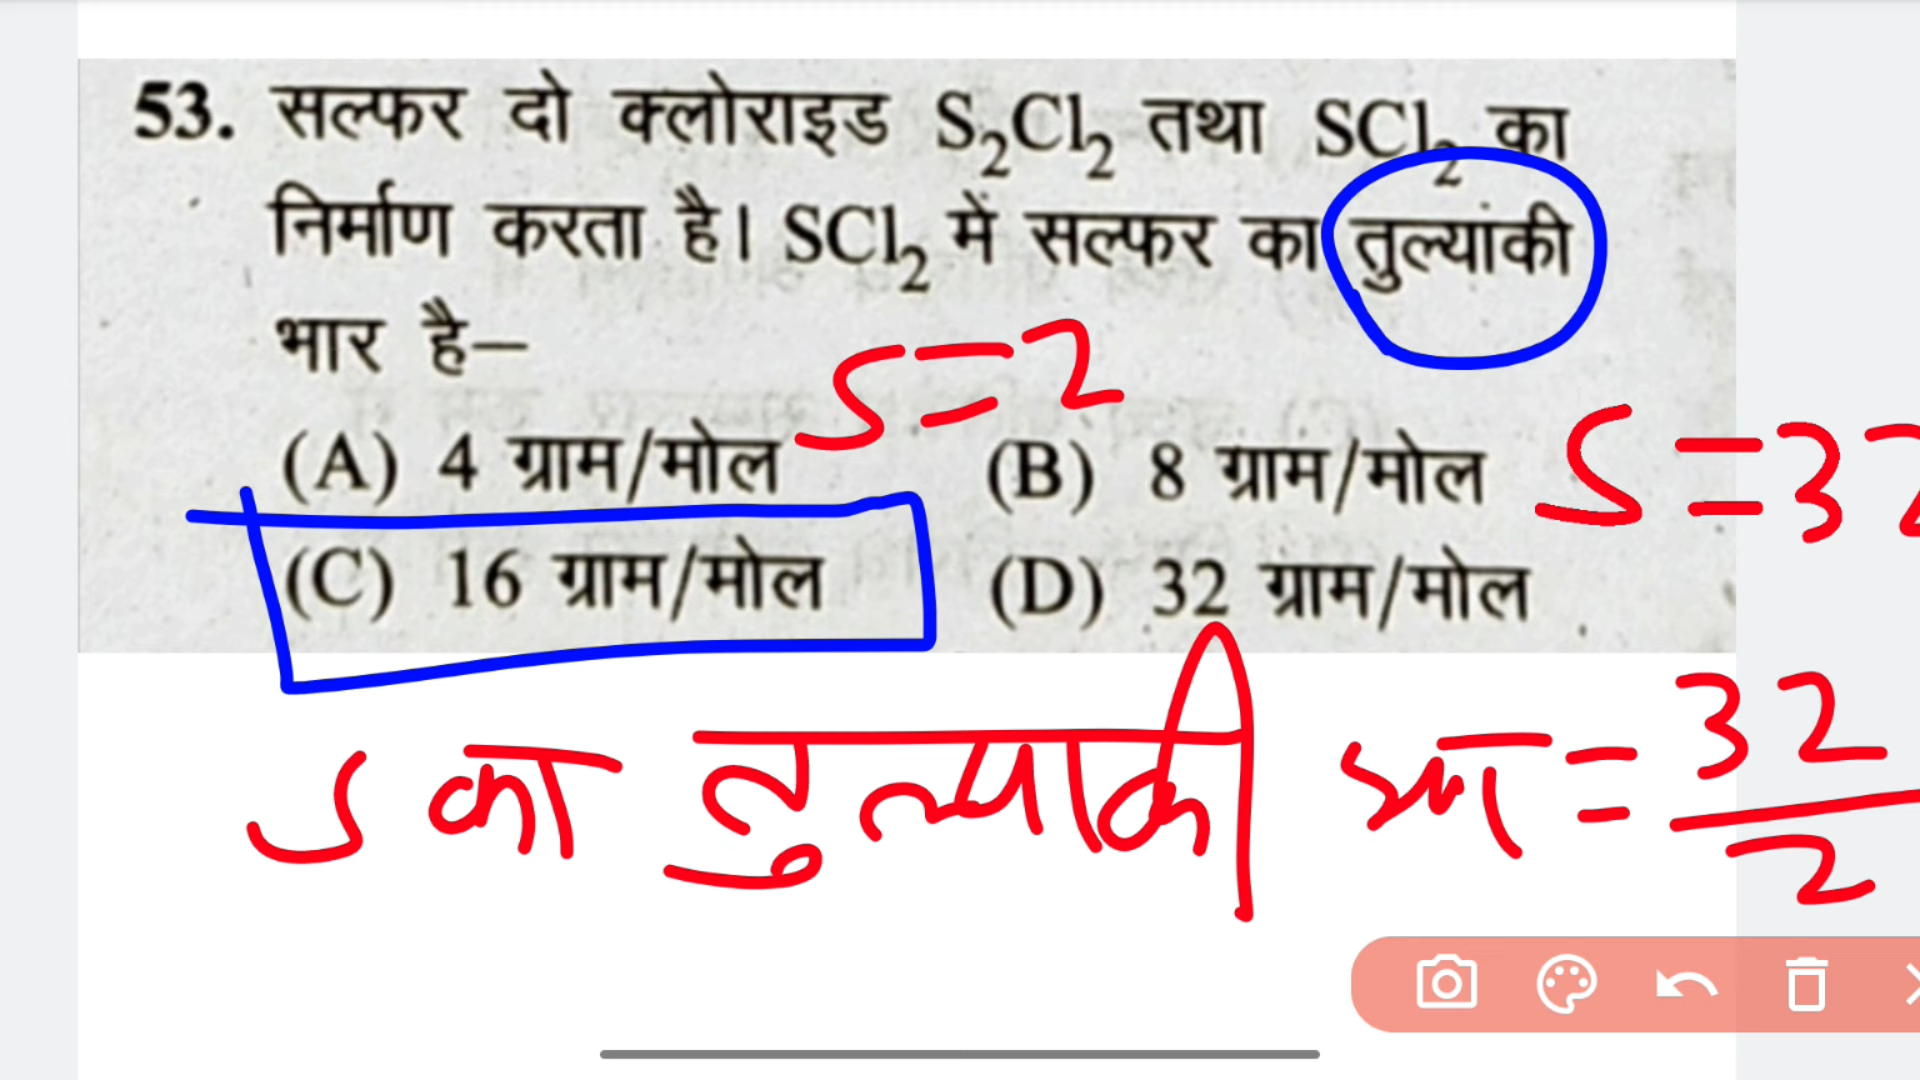 53. सल्फर दो क्लोराइड S₂Cl₂ तथा SCl₂ का
निर्माण करता है। SCl₂ में सल्फर का तुल्यांकी
भार है—
S=2
(A) 4 ग्राम/मोल (B) 8 ग्राम/मोल
S=32
(C) 16 ग्राम/मोल (D) 32 ग्राम/मोल
S का तुल्याकी भार = 32/2